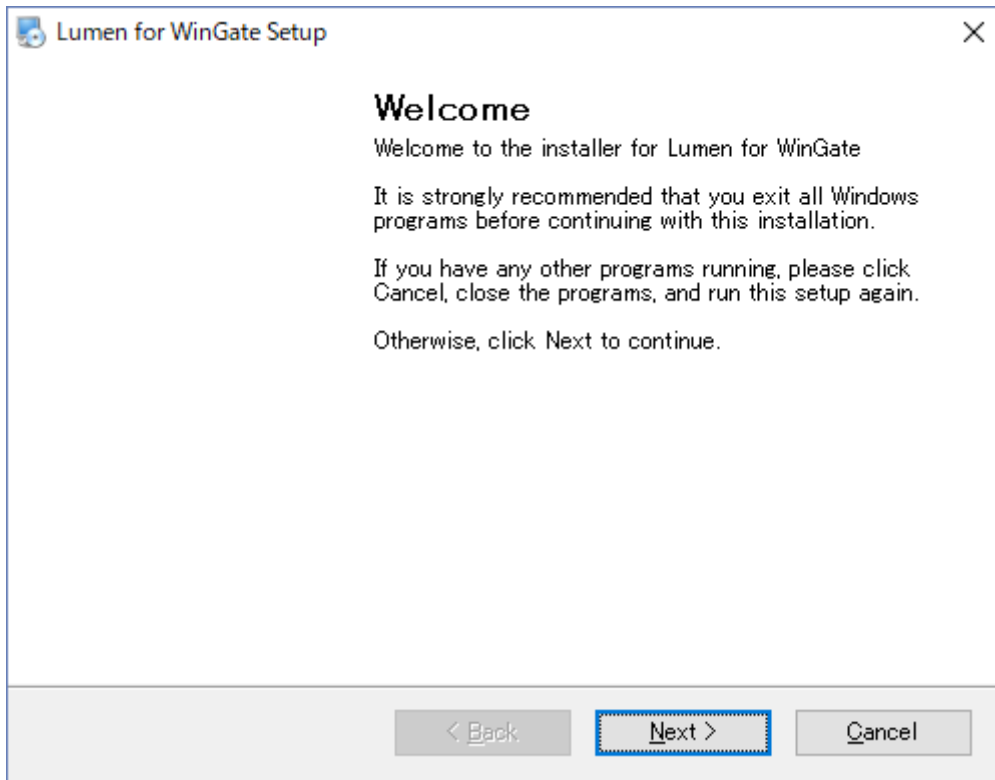 Lumen for WinGate Setup
Welcome
Welcome to the installer for Lumen for WinGate
It is strongly recommended that you exit all Windows
programs before continuing with this installation.
If you have any other programs running, please click
Cancel, close the programs, and run this setup again.
Otherwise, click Next to continue.
< Back
Next >
Cancel